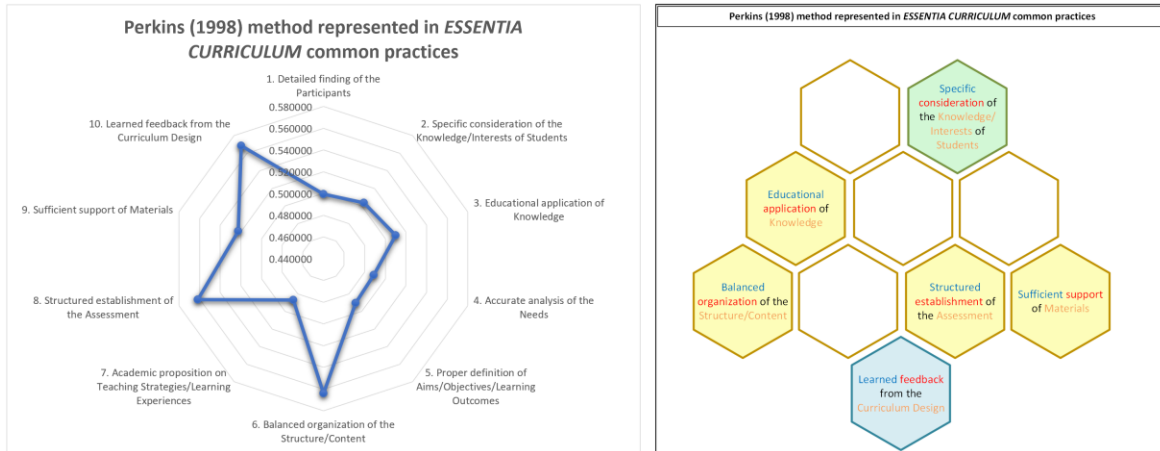 Perkins (1998) method represented in ESSENTIA
CURRICULUM common practices
1. Detailed finding of the
Participants
0.580000
0.560000
0.540000
0.520000
0.500000
0.480000
0.460000
0.440000
2. Specific consideration of the
Knowledge/Interests of Students
3. Educational application of
Knowledge
4. Accurate analysis of the
Needs
5. Proper definition of
Aims/Objectives/Learning
Outcomes
6. Balanced organization of the
Structure/Content
7. Academic proposition on
Teaching Strategies/Learning
Experiences
8. Structured establishment of
the Assessment
9. Sufficient support of Materials
10. Learned feedback from the
Curriculum Design
Perkins (1998) method represented in ESSENTIA CURRICULUM common practices
Specific
consideration of
the Knowledge/
Interests of
Students
Educational
application of
Knowledge
Balanced
organization of the
Structure/Content
Structured
establishment of
the Assessment
Sufficient support
of Materials
Learned feedback
from the
Curriculum Design